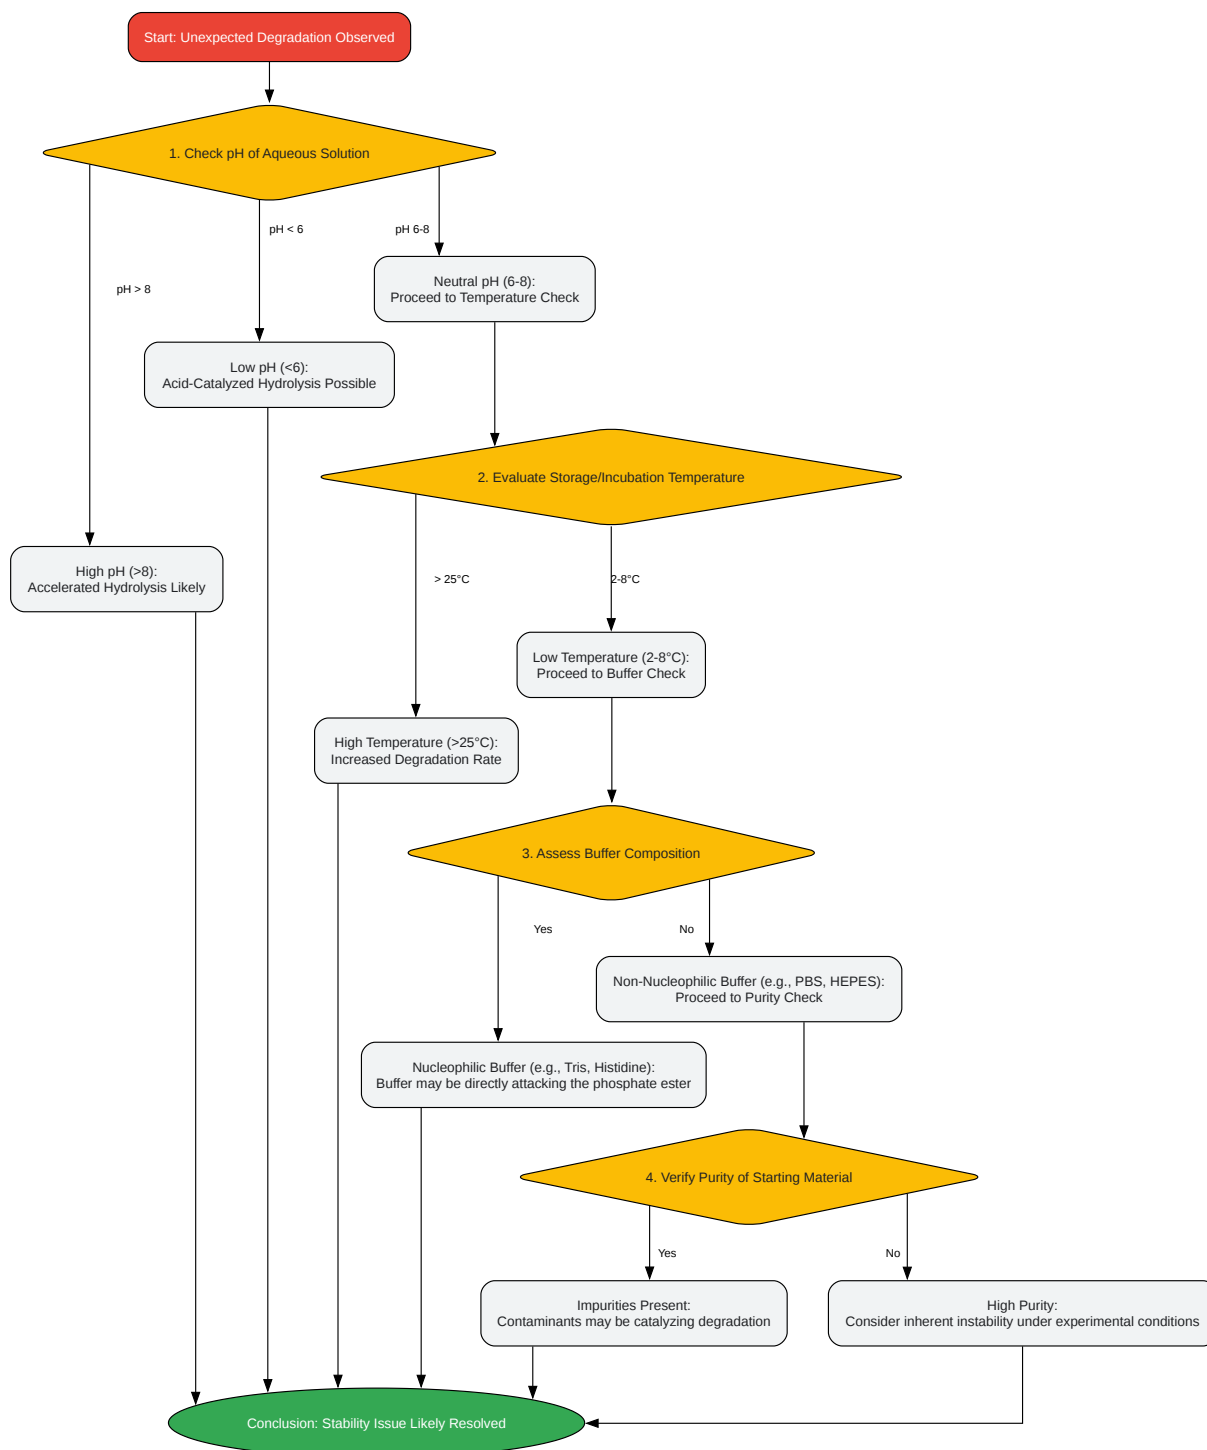 Start: Unexpected Degradation Observed
1. Check pH of Aqueous Solution
pH < 6
pH 6-8
pH > 8
Neutral pH (6-8):
Proceed to Temperature Check
Low pH (<6):
Acid-Catalyzed Hydrolysis Possible
2. Evaluate Storage/Incubation Temperature
High pH (>8):
Accelerated Hydrolysis Likely
> 25°C
2-8°C
Low Temperature (2-8°C):
Proceed to Buffer Check
High Temperature (>25°C):
Increased Degradation Rate
3. Assess Buffer Composition
Yes
No
Non-Nucleophilic Buffer (e.g., PBS, HEPES):
Proceed to Purity Check
Nucleophilic Buffer (e.g., Tris, Histidine):
Buffer may be directly attacking the phosphate ester
4. Verify Purity of Starting Material
Yes
No
Impurities Present:
Contaminants may be catalyzing degradation
High Purity:
Consider inherent instability under experimental conditions
Conclusion: Stability Issue Likely Resolved